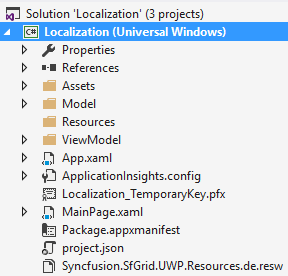 Solution 'Localization' (3 projects)
C# Localization (Universal Windows)
Properties
References
Assets
Model
Resources
ViewModel
App.xaml
ApplicationInsights.config
Localization_TemporaryKey.pfx
MainPage.xaml
Package.appxmanifest
project.json
Syncfusion.SfGrid.UWP.Resources.de.resw